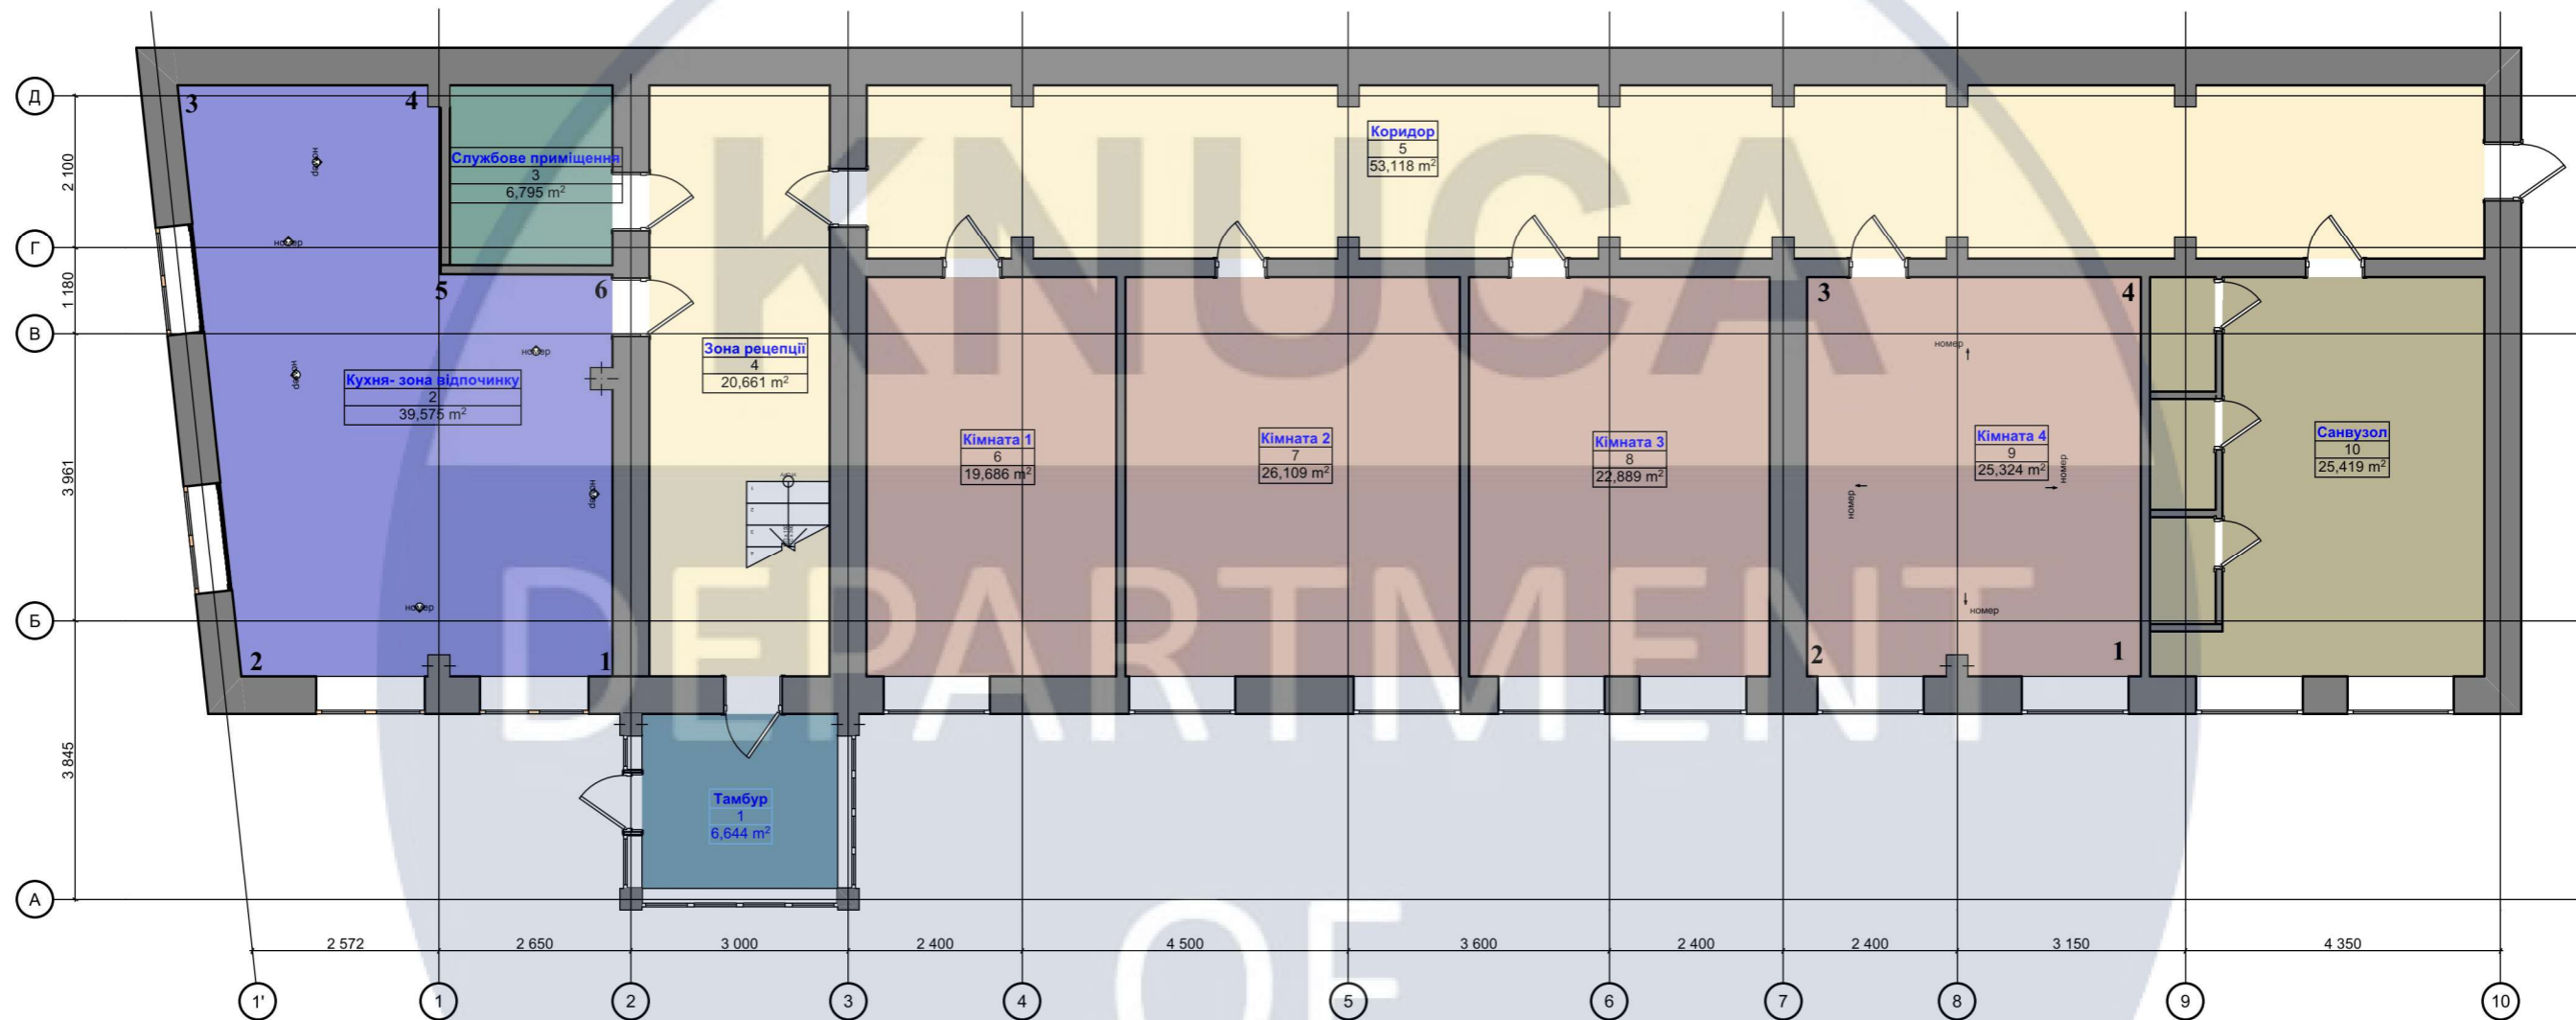 Д
3
4
KNUCA
Коридор
5
53,118 m²
Службове приміщення
3
6,795 m²
номер
2 100
Г
номер
1 180
5
6
3
4
В
номер
номер
Зона рецепції
4
20,661 m²
номер
Кухня- зона відпочинку
2
39,575 m²
Кімната 1
6
19,686 m²
Кімната 2
7
26,109 m²
Кімната 3
8
22,889 m²
Кімната 4
9
25,324 m²
Санвузол
10
25,419 m²
3 961
номер
номер
номер
1
2
3
4
номер
номер
Б
2
1
2
1
DEPARTMENT
3 845
Тамбур
1
6,644 m²
А
OF
2 572
2 650
3 000
2 400
4 500
3 600
2 400
2 400
3 150
4 350
1'
1
2
3
4
5
6
7
8
9
10